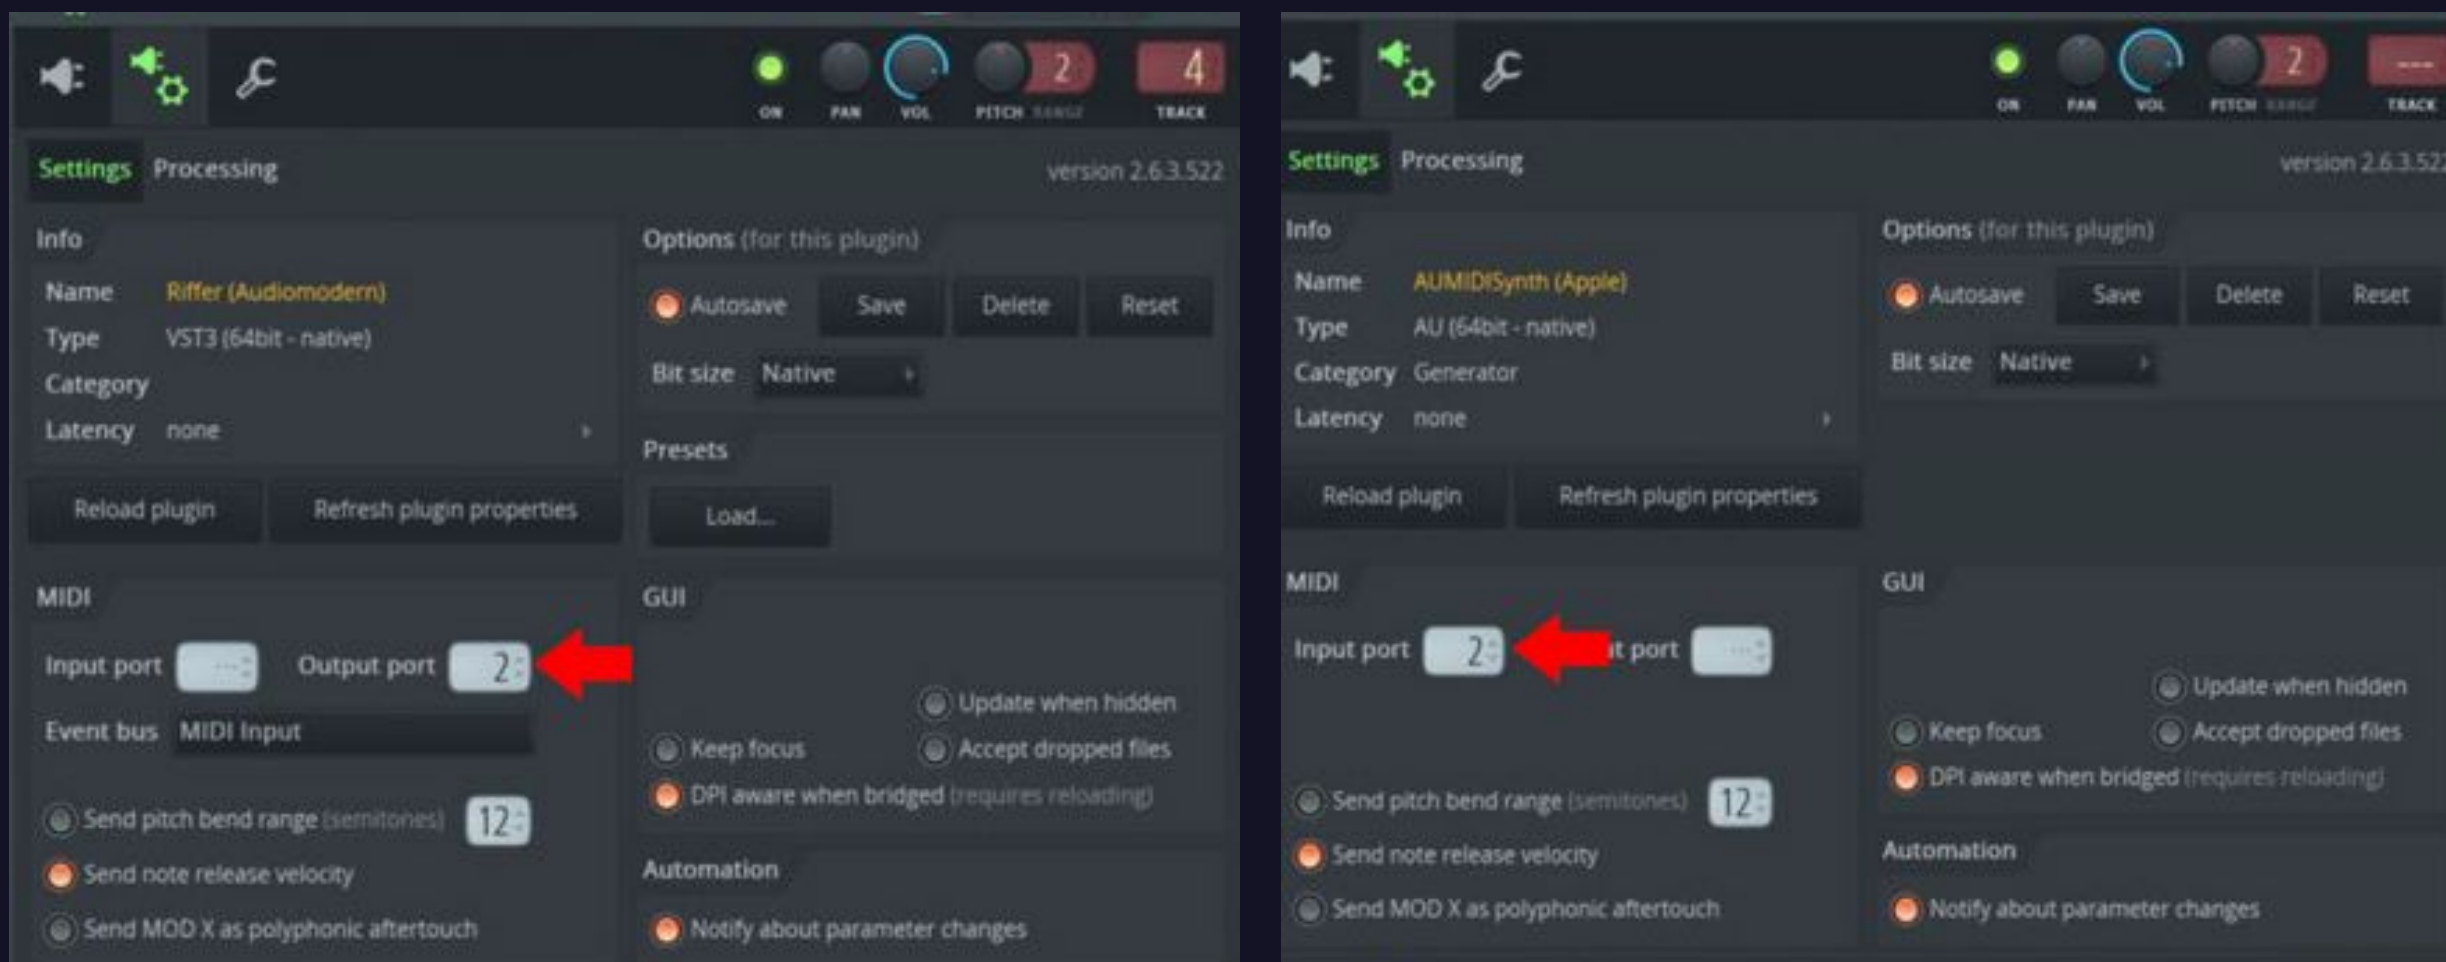 2
4
ON
PAN
VOL
PITCH RANGE
TRACK
Settings
Processing
version 2.6.3.522
Info
Name
Riffer (Audiomodern)
Type
VST3 (64bit - native)
Category
Latency
none
Reload plugin
Refresh plugin properties
Options (for this plugin)
Autosave
Save
Delete
Reset
Bit size
Native
Presets
Load...
MIDI
Input port
---
Output port
2
Event bus
MIDI Input
Send pitch bend range (semitones)
12
Send note release velocity
Send MOD X as polyphonic aftertouch
GUI
Update when hidden
Keep focus
Accept dropped files
DPI aware when bridged (requires reloading)
Automation
Notify about parameter changes
2
---
ON
PAN
VOL
PITCH RANGE
TRACK
Settings
Processing
version 2.6.3.522
Info
Name
AUMIDISynth (Apple)
Type
AU (64bit - native)
Category
Generator
Latency
none
Reload plugin
Refresh plugin properties
Options (for this plugin)
Autosave
Save
Delete
Reset
Bit size
Native
MIDI
Input port
2
t port
---
Send pitch bend range (semitones)
12
Send note release velocity
Send MOD X as polyphonic aftertouch
GUI
Update when hidden
Keep focus
Accept dropped files
DPI aware when bridged (requires reloading)
Automation
Notify about parameter changes